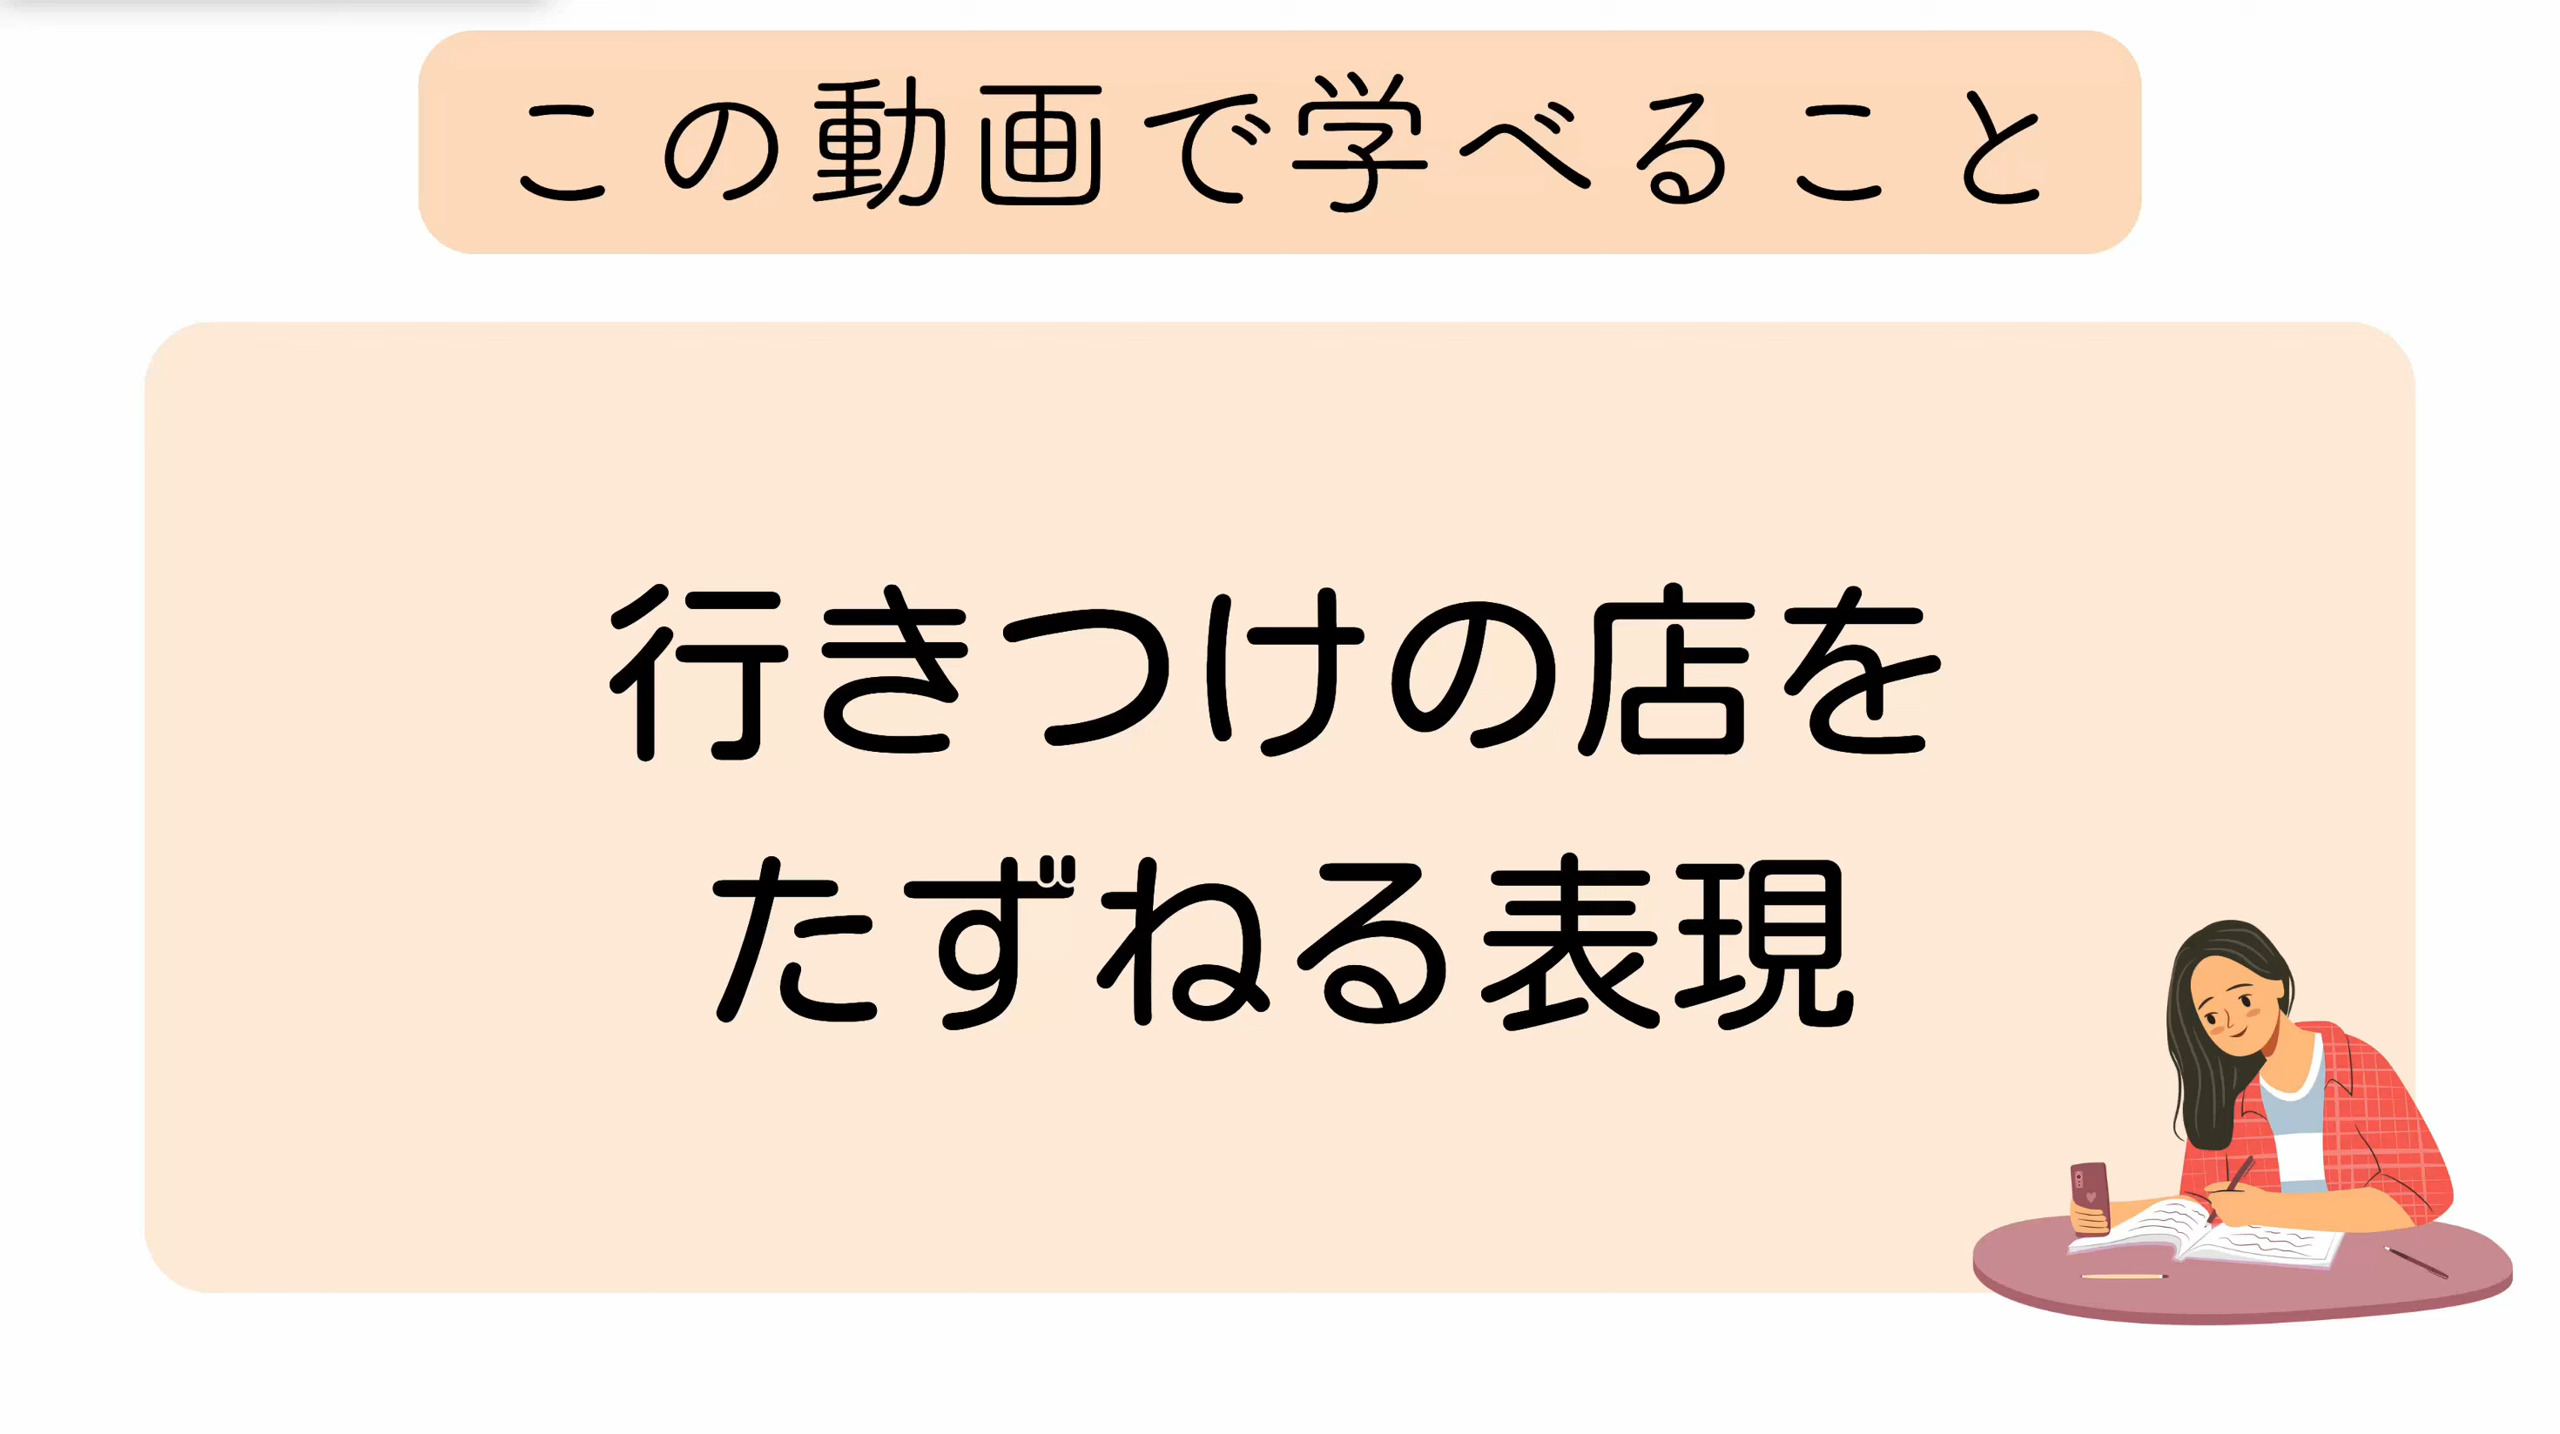 この動画で学べること
行きつけの店を
たずねる表現